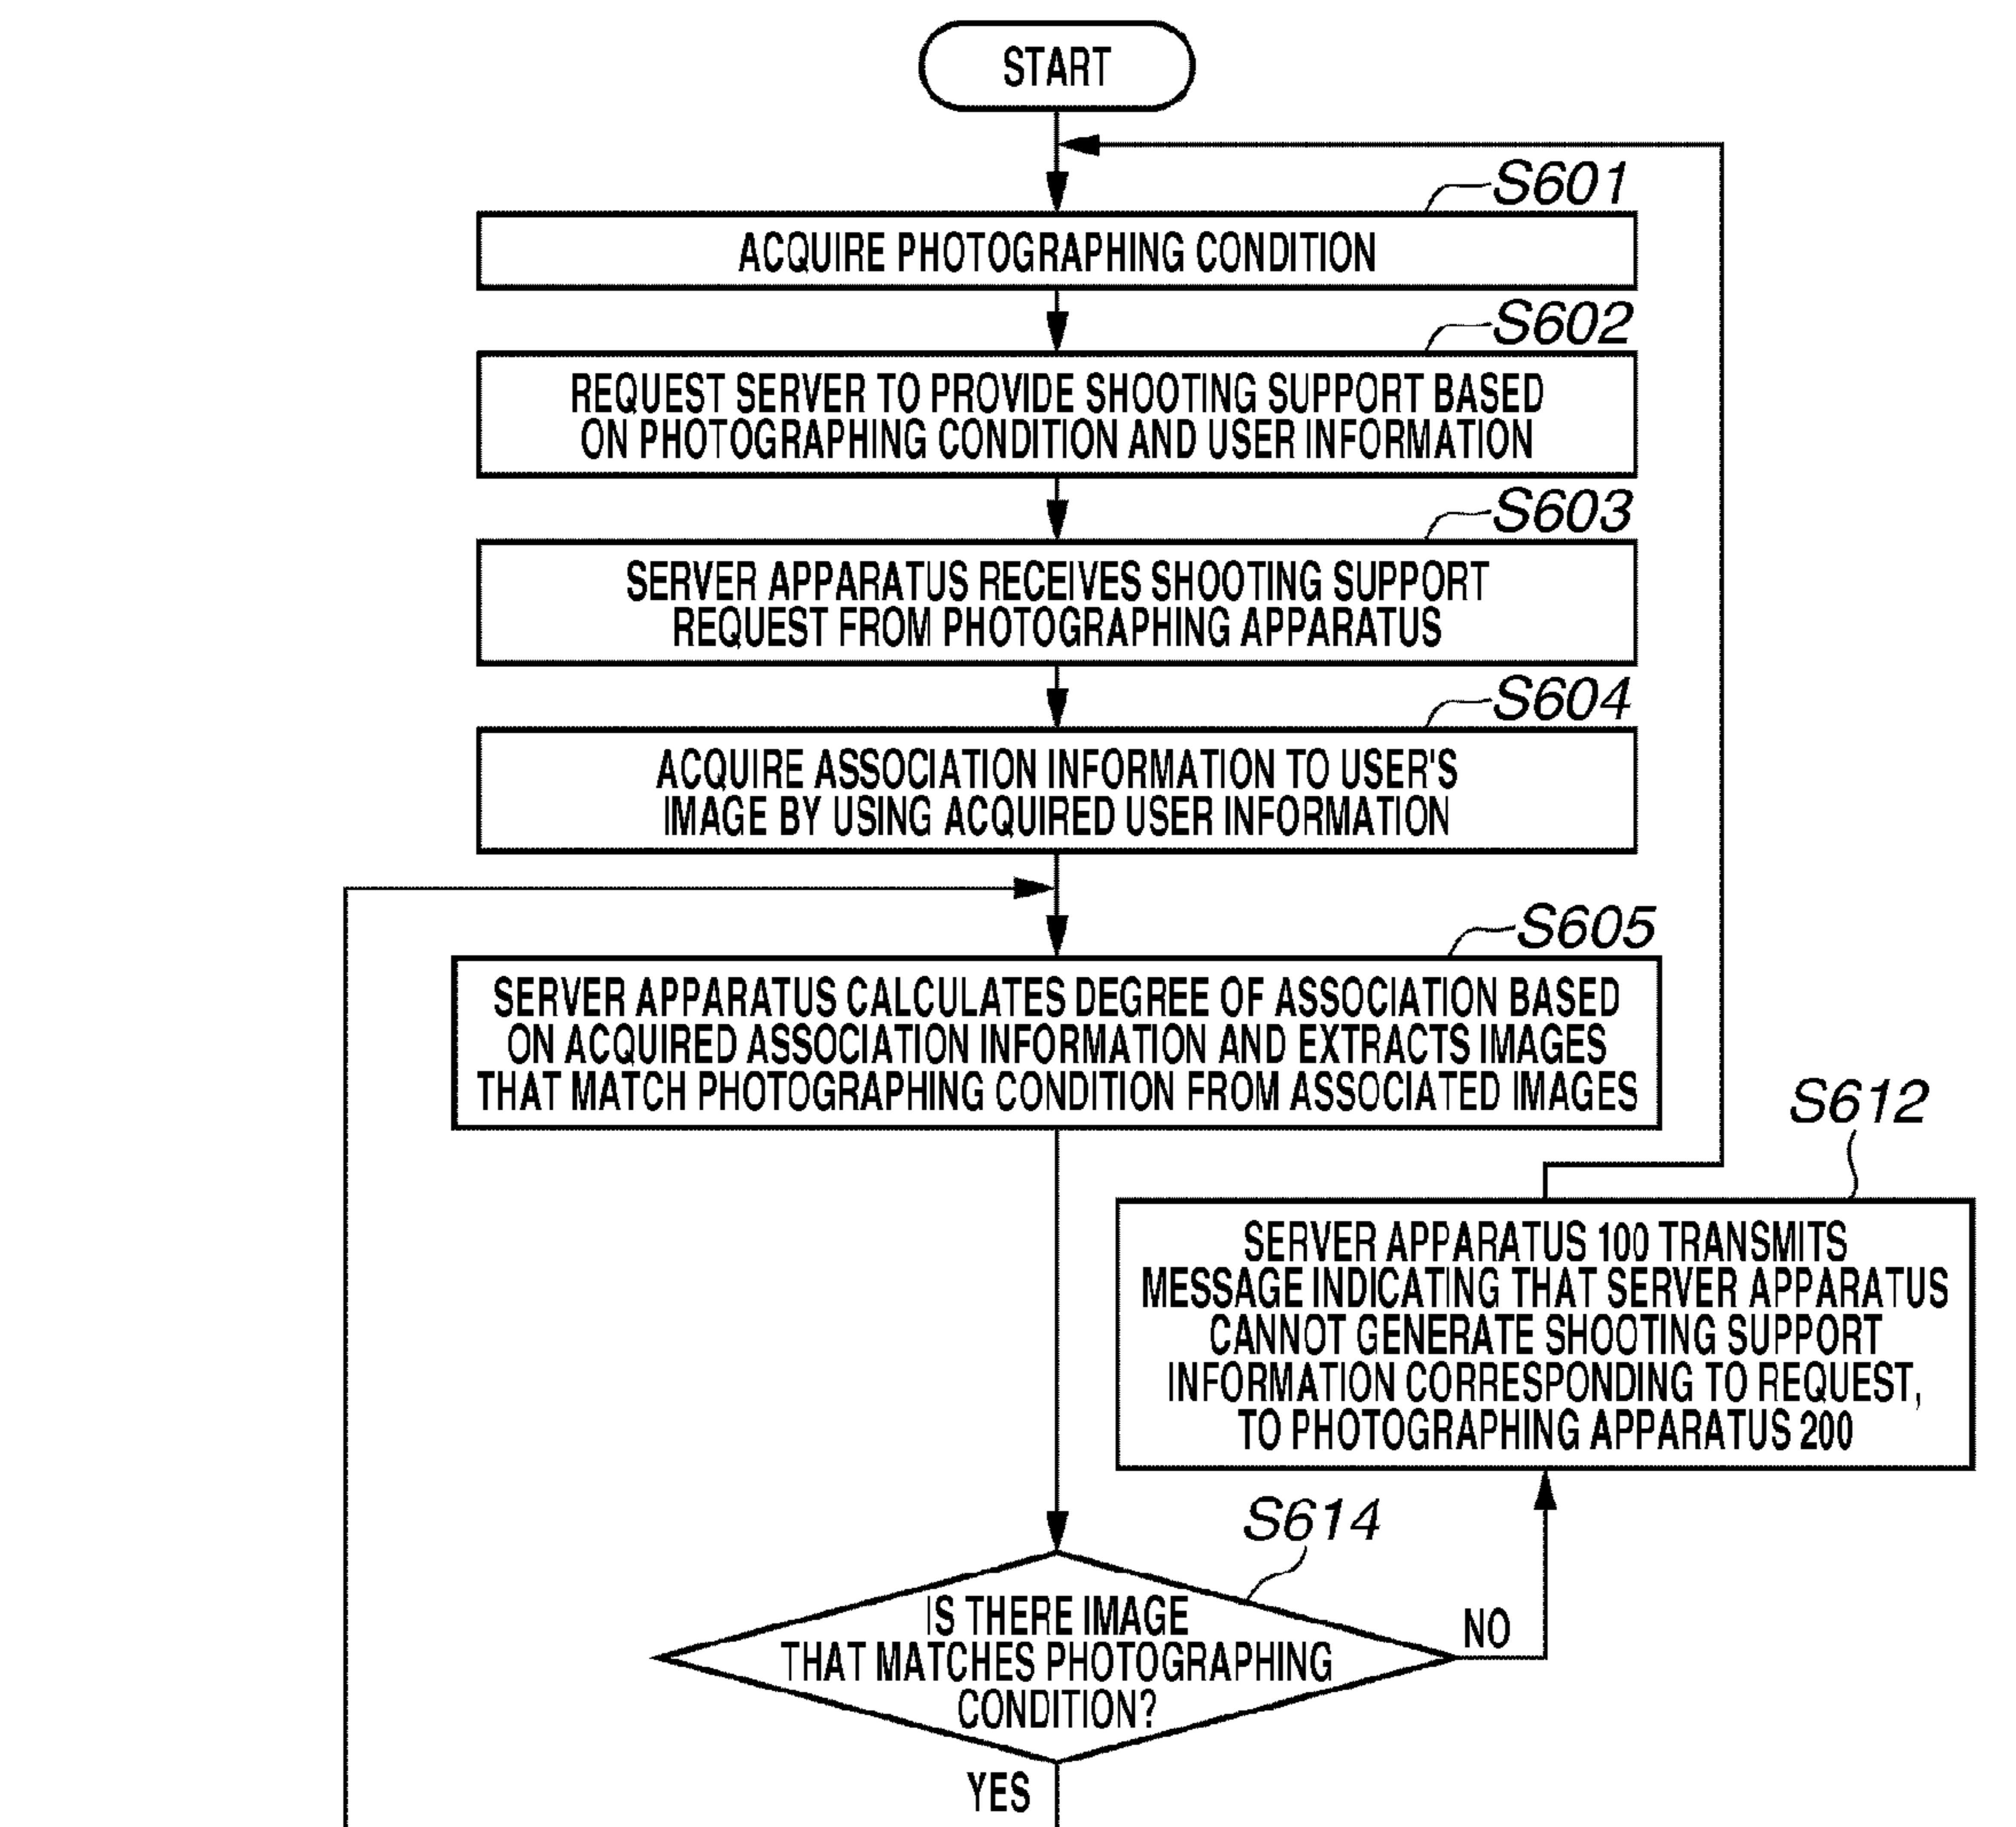 START
S601
ACQUIRE PHOTOGRAPHING CONDITION
S602
REQUEST SERVER TO PROVIDE SHOOTING SUPPORT BASED
ON PHOTOGRAPHING CONDITION AND USER INFORMATION
S603
SERVER APPARATUS RECEIVES SHOOTING SUPPORT
REQUEST FROM PHOTOGRAPHING APPARATUS
S604
ACQUIRE ASSOCIATION INFORMATION TO USER'S
IMAGE BY USING ACQUIRED USER INFORMATION
S605
SERVER APPARATUS CALCULATES DEGREE OF ASSOCIATION BASED
ON ACQUIRED ASSOCIATION INFORMATION AND EXTRACTS IMAGES
THAT MATCH PHOTOGRAPHING CONDITION FROM ASSOCIATED IMAGES
S612
SERVER APPARATUS 100 TRANSMITS
MESSAGE INDICATING THAT SERVER APPARATUS
CANNOT GENERATE SHOOTING SUPPORT
INFORMATION CORRESPONDING TO REQUEST,
TO PHOTOGRAPHING APPARATUS 200
S614
IS THERE IMAGE
THAT MATCHES PHOTOGRAPHING
CONDITION?
NO
YES